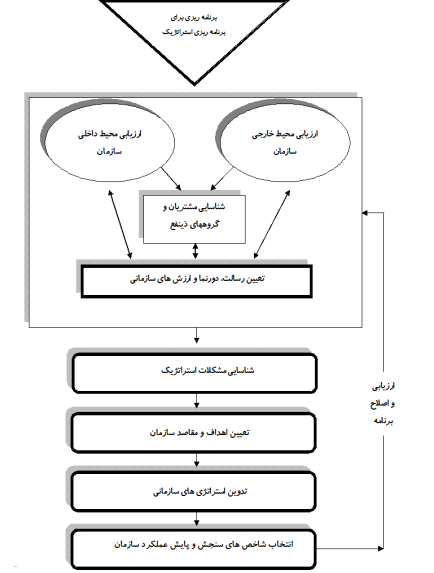 برنامه ریزی برای
برنامه ریزی استراتژیک
ارزیابی محیط خارجی
سازمان
ارزیابی محیط داخلی
سازمان
شناسایی مشتریان و
گروههای ذینفع
تعیین رسالت، دورنما و ارزش های سازمانی
شناسایی مشکلات استراتژیک
تعیین اهداف و مقاصد سازمان
تدوین استراتژی های سازمانی
انتخاب شاخص های سنجش و پایش عملکرد سازمان
ارزیابی
و اصلاح
برنامه